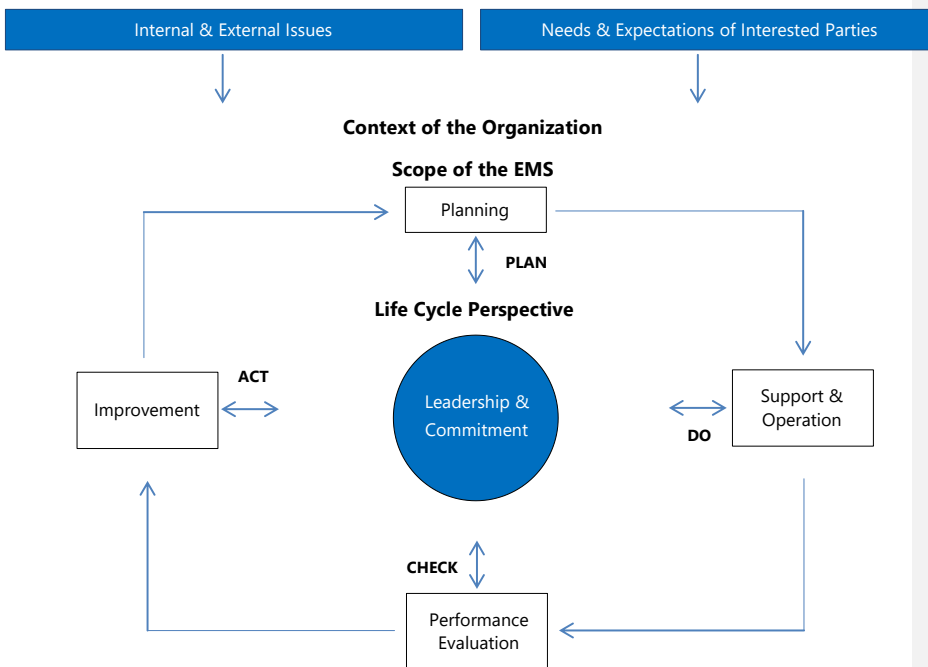 Internal & External Issues
Needs & Expectations of Interested Parties
Context of the Organization
Scope of the EMS
Planning
PLAN
Life Cycle Perspective
ACT
Improvement
Leadership &
Commitment
Support &
Operation
DO
CHECK
Performance
Evaluation